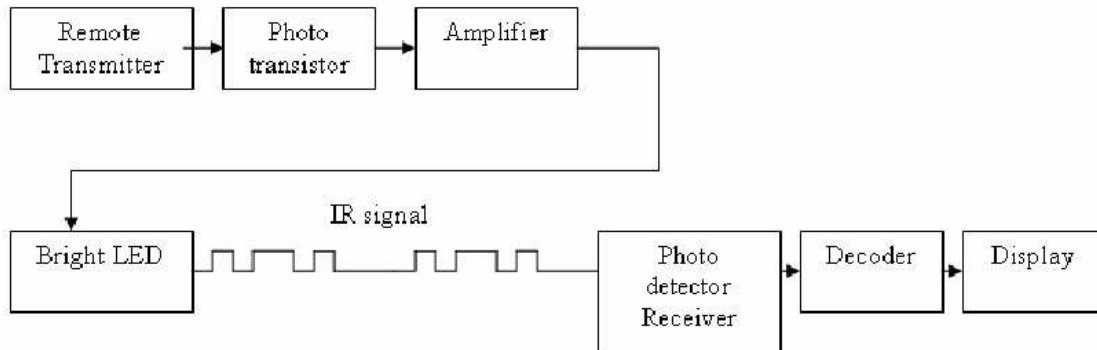 Remote
Transmitter
Photo
transistor
Amplifier
IR signal
Bright LED
Photo
detector
Receiver
Decoder
Display